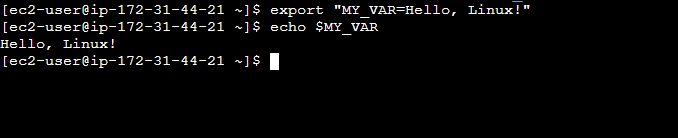 [ec2-user@ip-172-31-44-21 ~]$ export "MY_VAR=Hello, Linux!"
[ec2-user@ip-172-31-44-21 ~]$ echo $MY_VAR
Hello, Linux!
[ec2-user@ip-172-31-44-21 ~]$